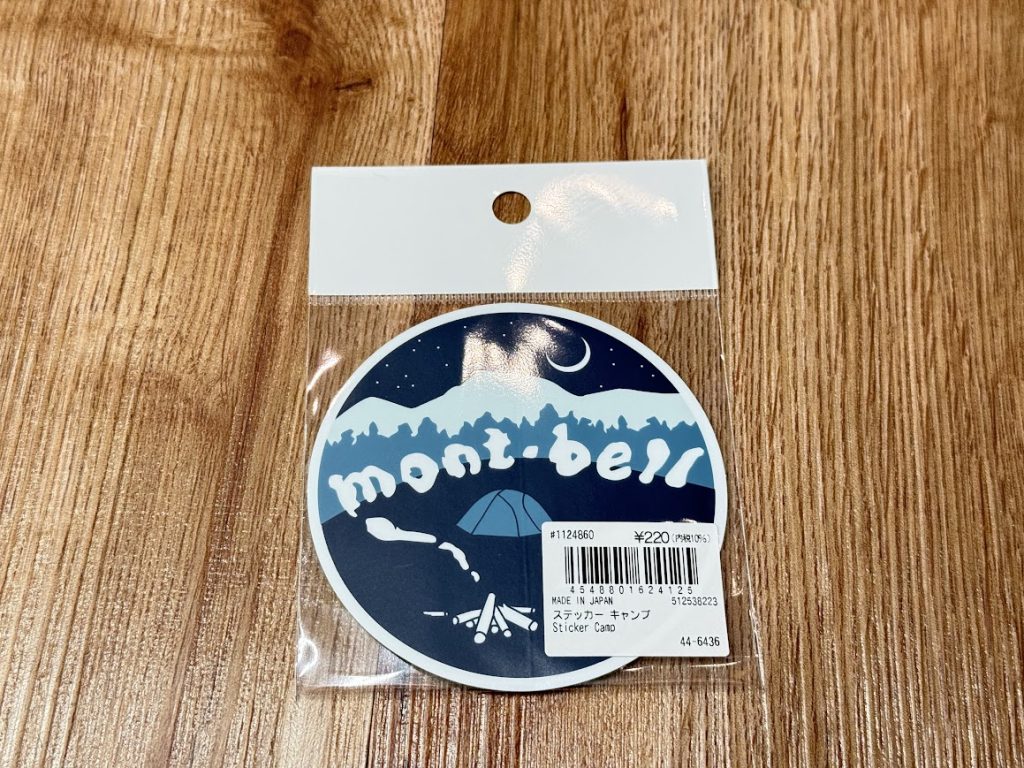 mont·bell
#1124860 ¥220(内税10%)
4548801624125
MADE IN JAPAN 512538223
ステッカー キャンプ
Sticker Camp
44-6436